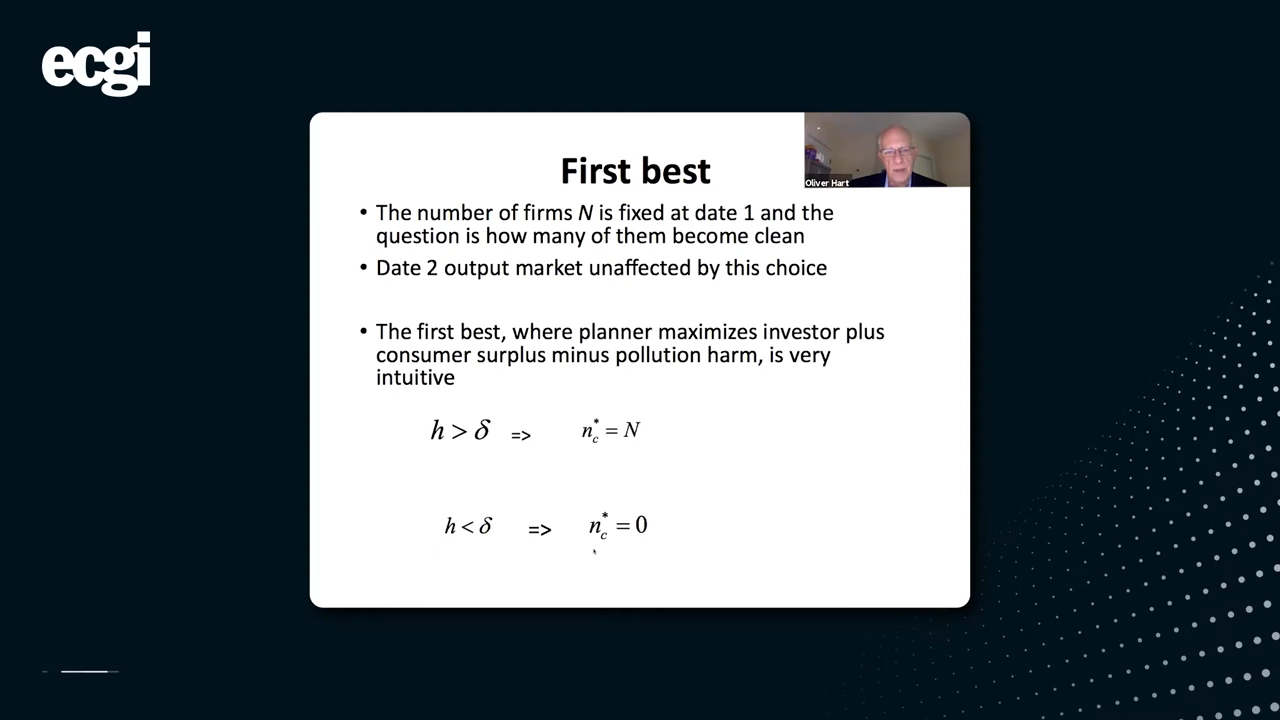 ecgi
First best
Oliver Hart
• The number of firms N is fixed at date 1 and the
question is how many of them become clean
• Date 2 output market unaffected by this choice
• The first best, where planner maximizes investor plus
consumer surplus minus pollution harm, is very
intuitive
h > δ => n_c^* = N
h < δ => n_c^* = 0